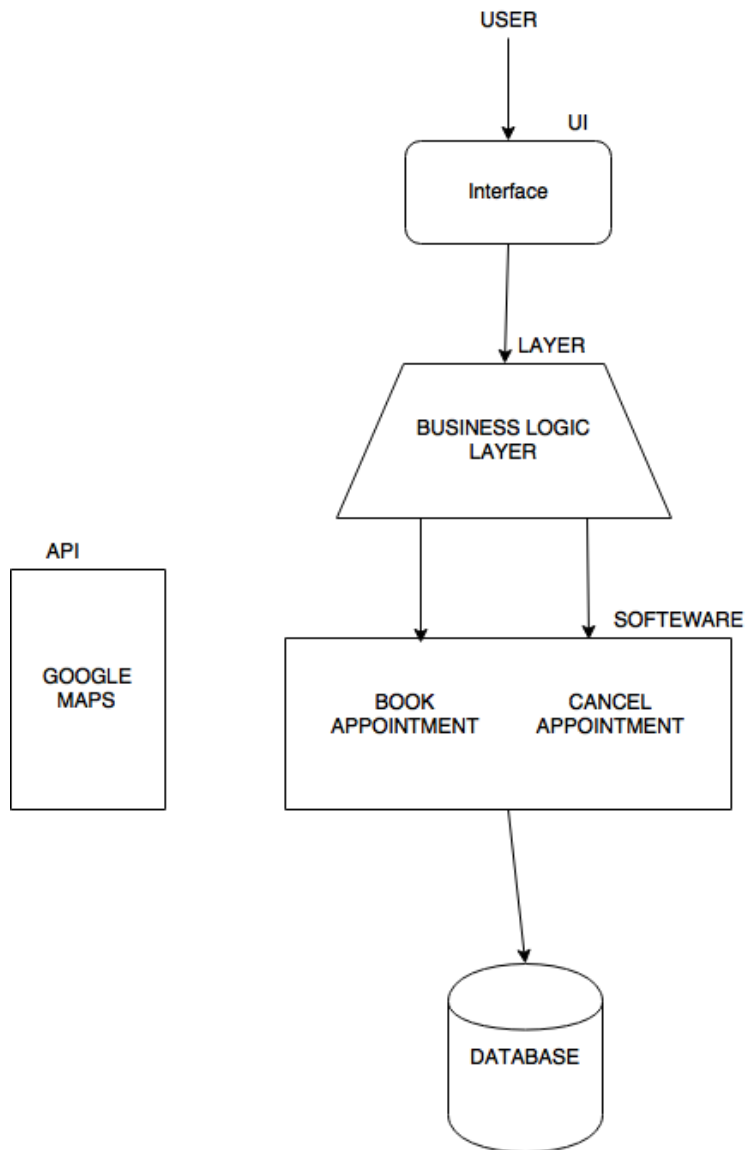 USER
UI
Interface
LAYER
BUSINESS LOGIC
LAYER
API
GOOGLE
MAPS
SOFTEWARE
BOOK
APPOINTMENT
CANCEL
APPOINTMENT
DATABASE